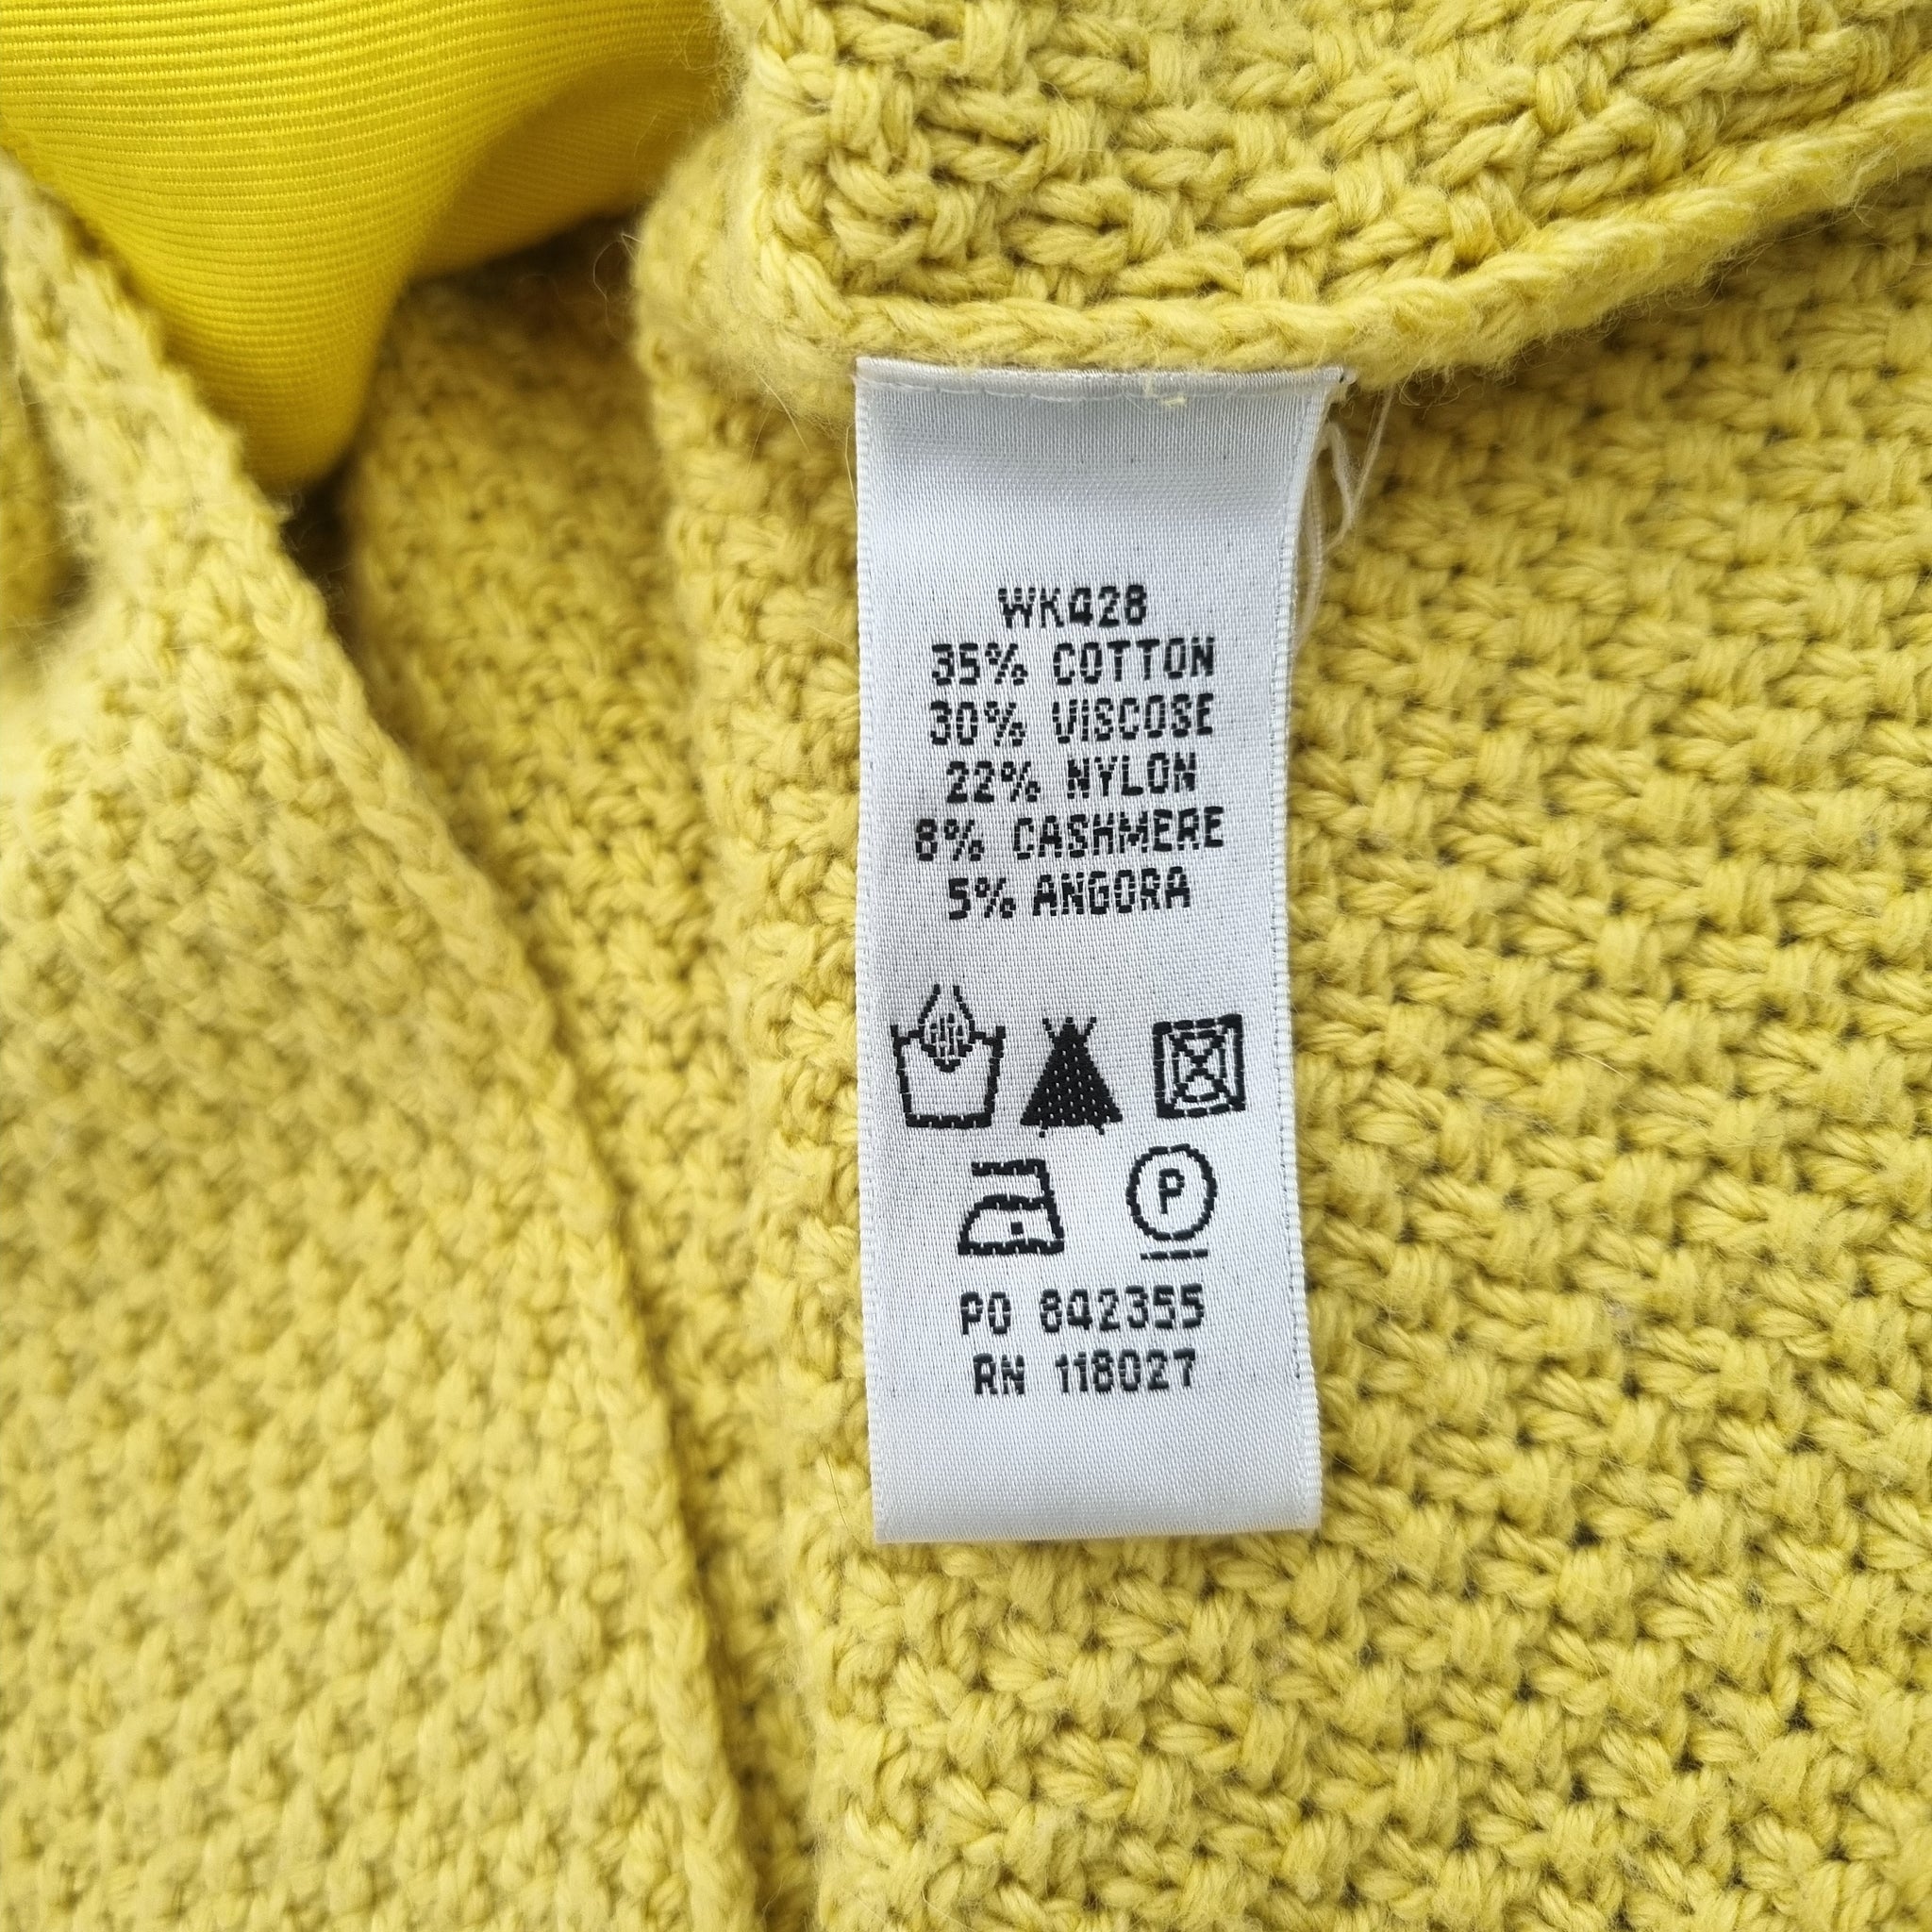 WK428
35% COTTON
30% VISCOSE
22% NYLON
8% CASHMERE
5% ANGORA
P
PO 842355
RN 118027